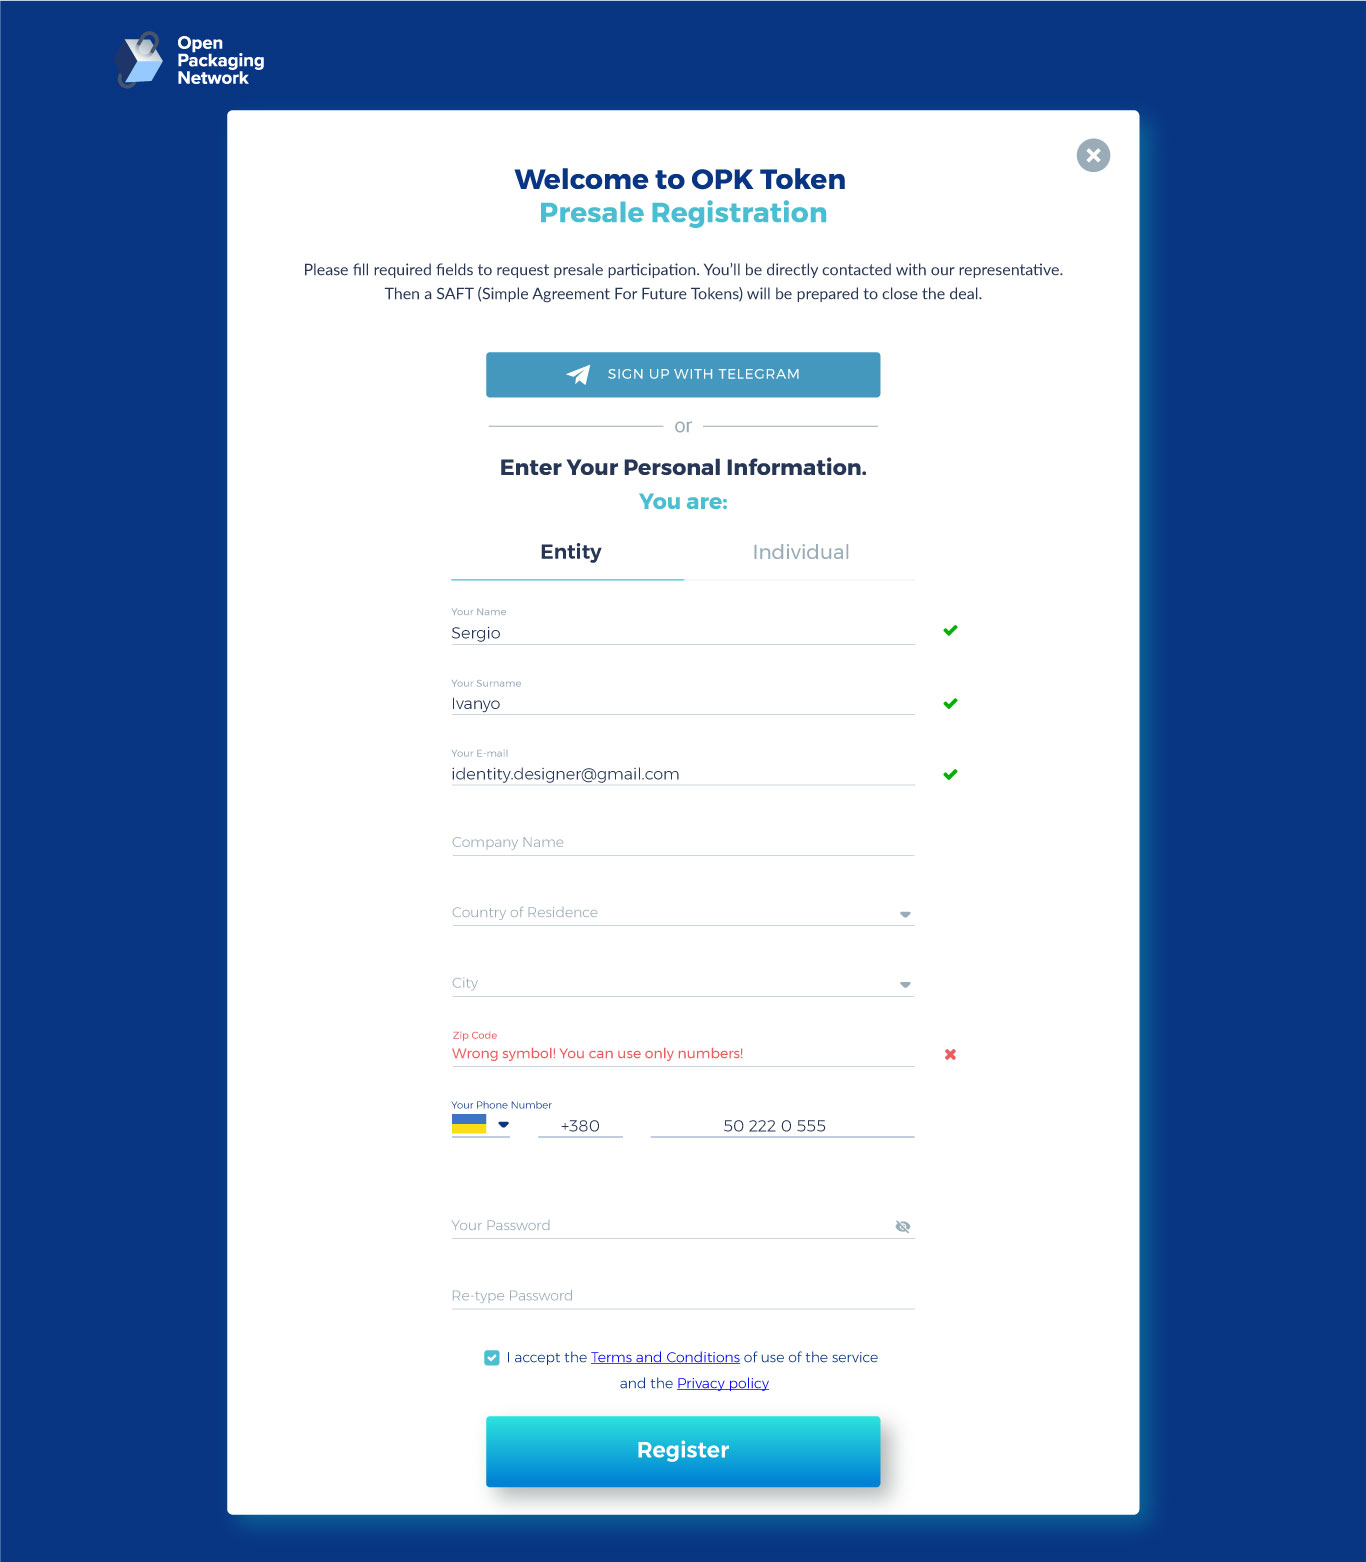 Open
Packaging
Network
Welcome to OPK Token
Presale Registration
Please fill required fields to request presale participation. You'll be directly contacted with our representative.
Then a SAFT (Simple Agreement For Future Tokens) will be prepared to close the deal.
SIGN UP WITH TELEGRAM
or
Enter Your Personal Information.
You are:
Entity Individual
Your Name
Sergio
Your Surname
Ivanyo
Your E-mail
identity.designer@gmail.com
Company Name
Country of Residence
City
Zip Code
Wrong symbol! You can use only numbers!
Your Phone Number
+380 50 222 0 555
Your Password
Re-type Password
I accept the Terms and Conditions of use of the service
and the Privacy policy
Register